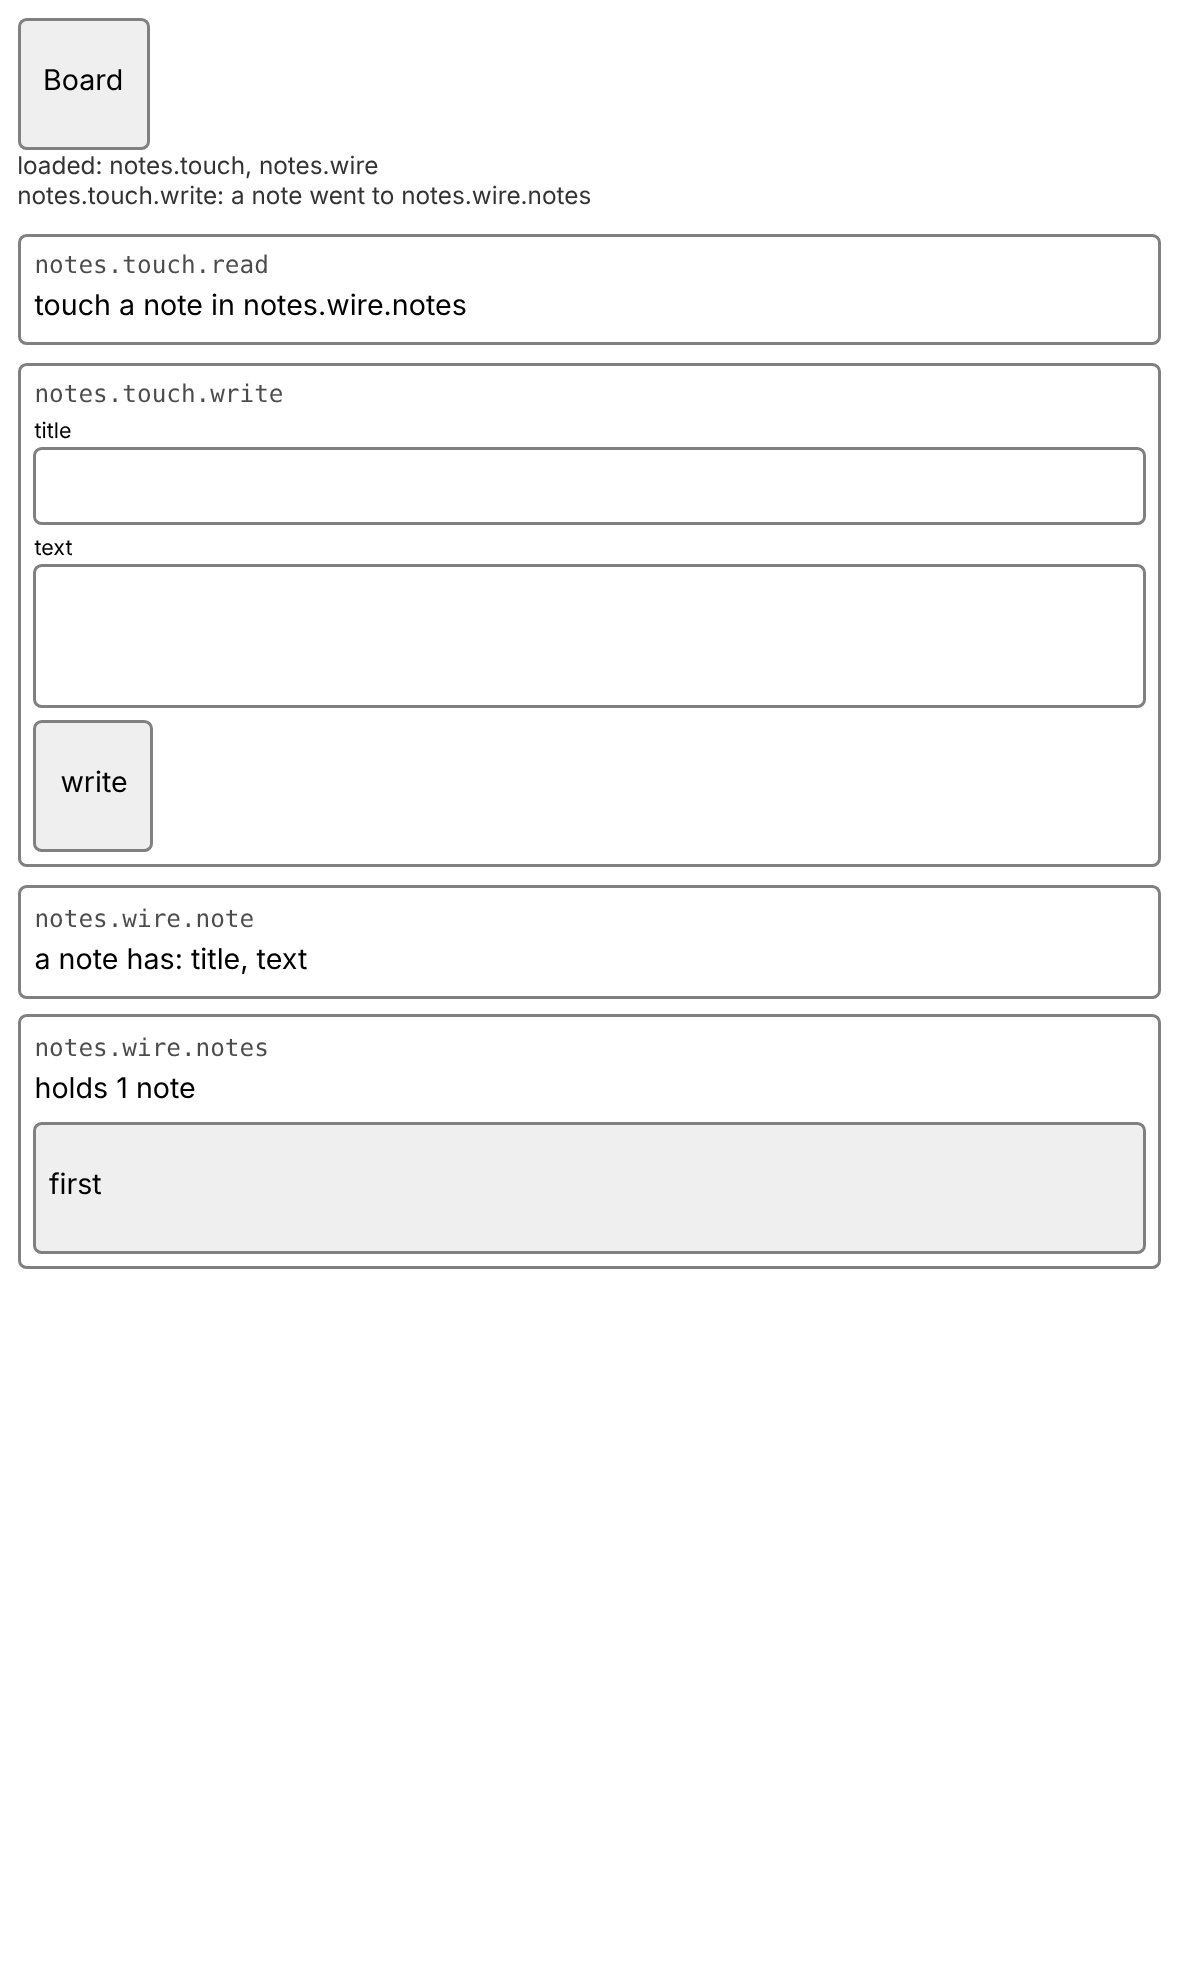 Board
loaded: notes.touch, notes.wire
notes.touch.write: a note went to notes.wire.notes
notes.touch.read
touch a note in notes.wire.notes
notes.touch.write
title
text
write
notes.wire.note
a note has: title, text
notes.wire.notes
holds 1 note
first